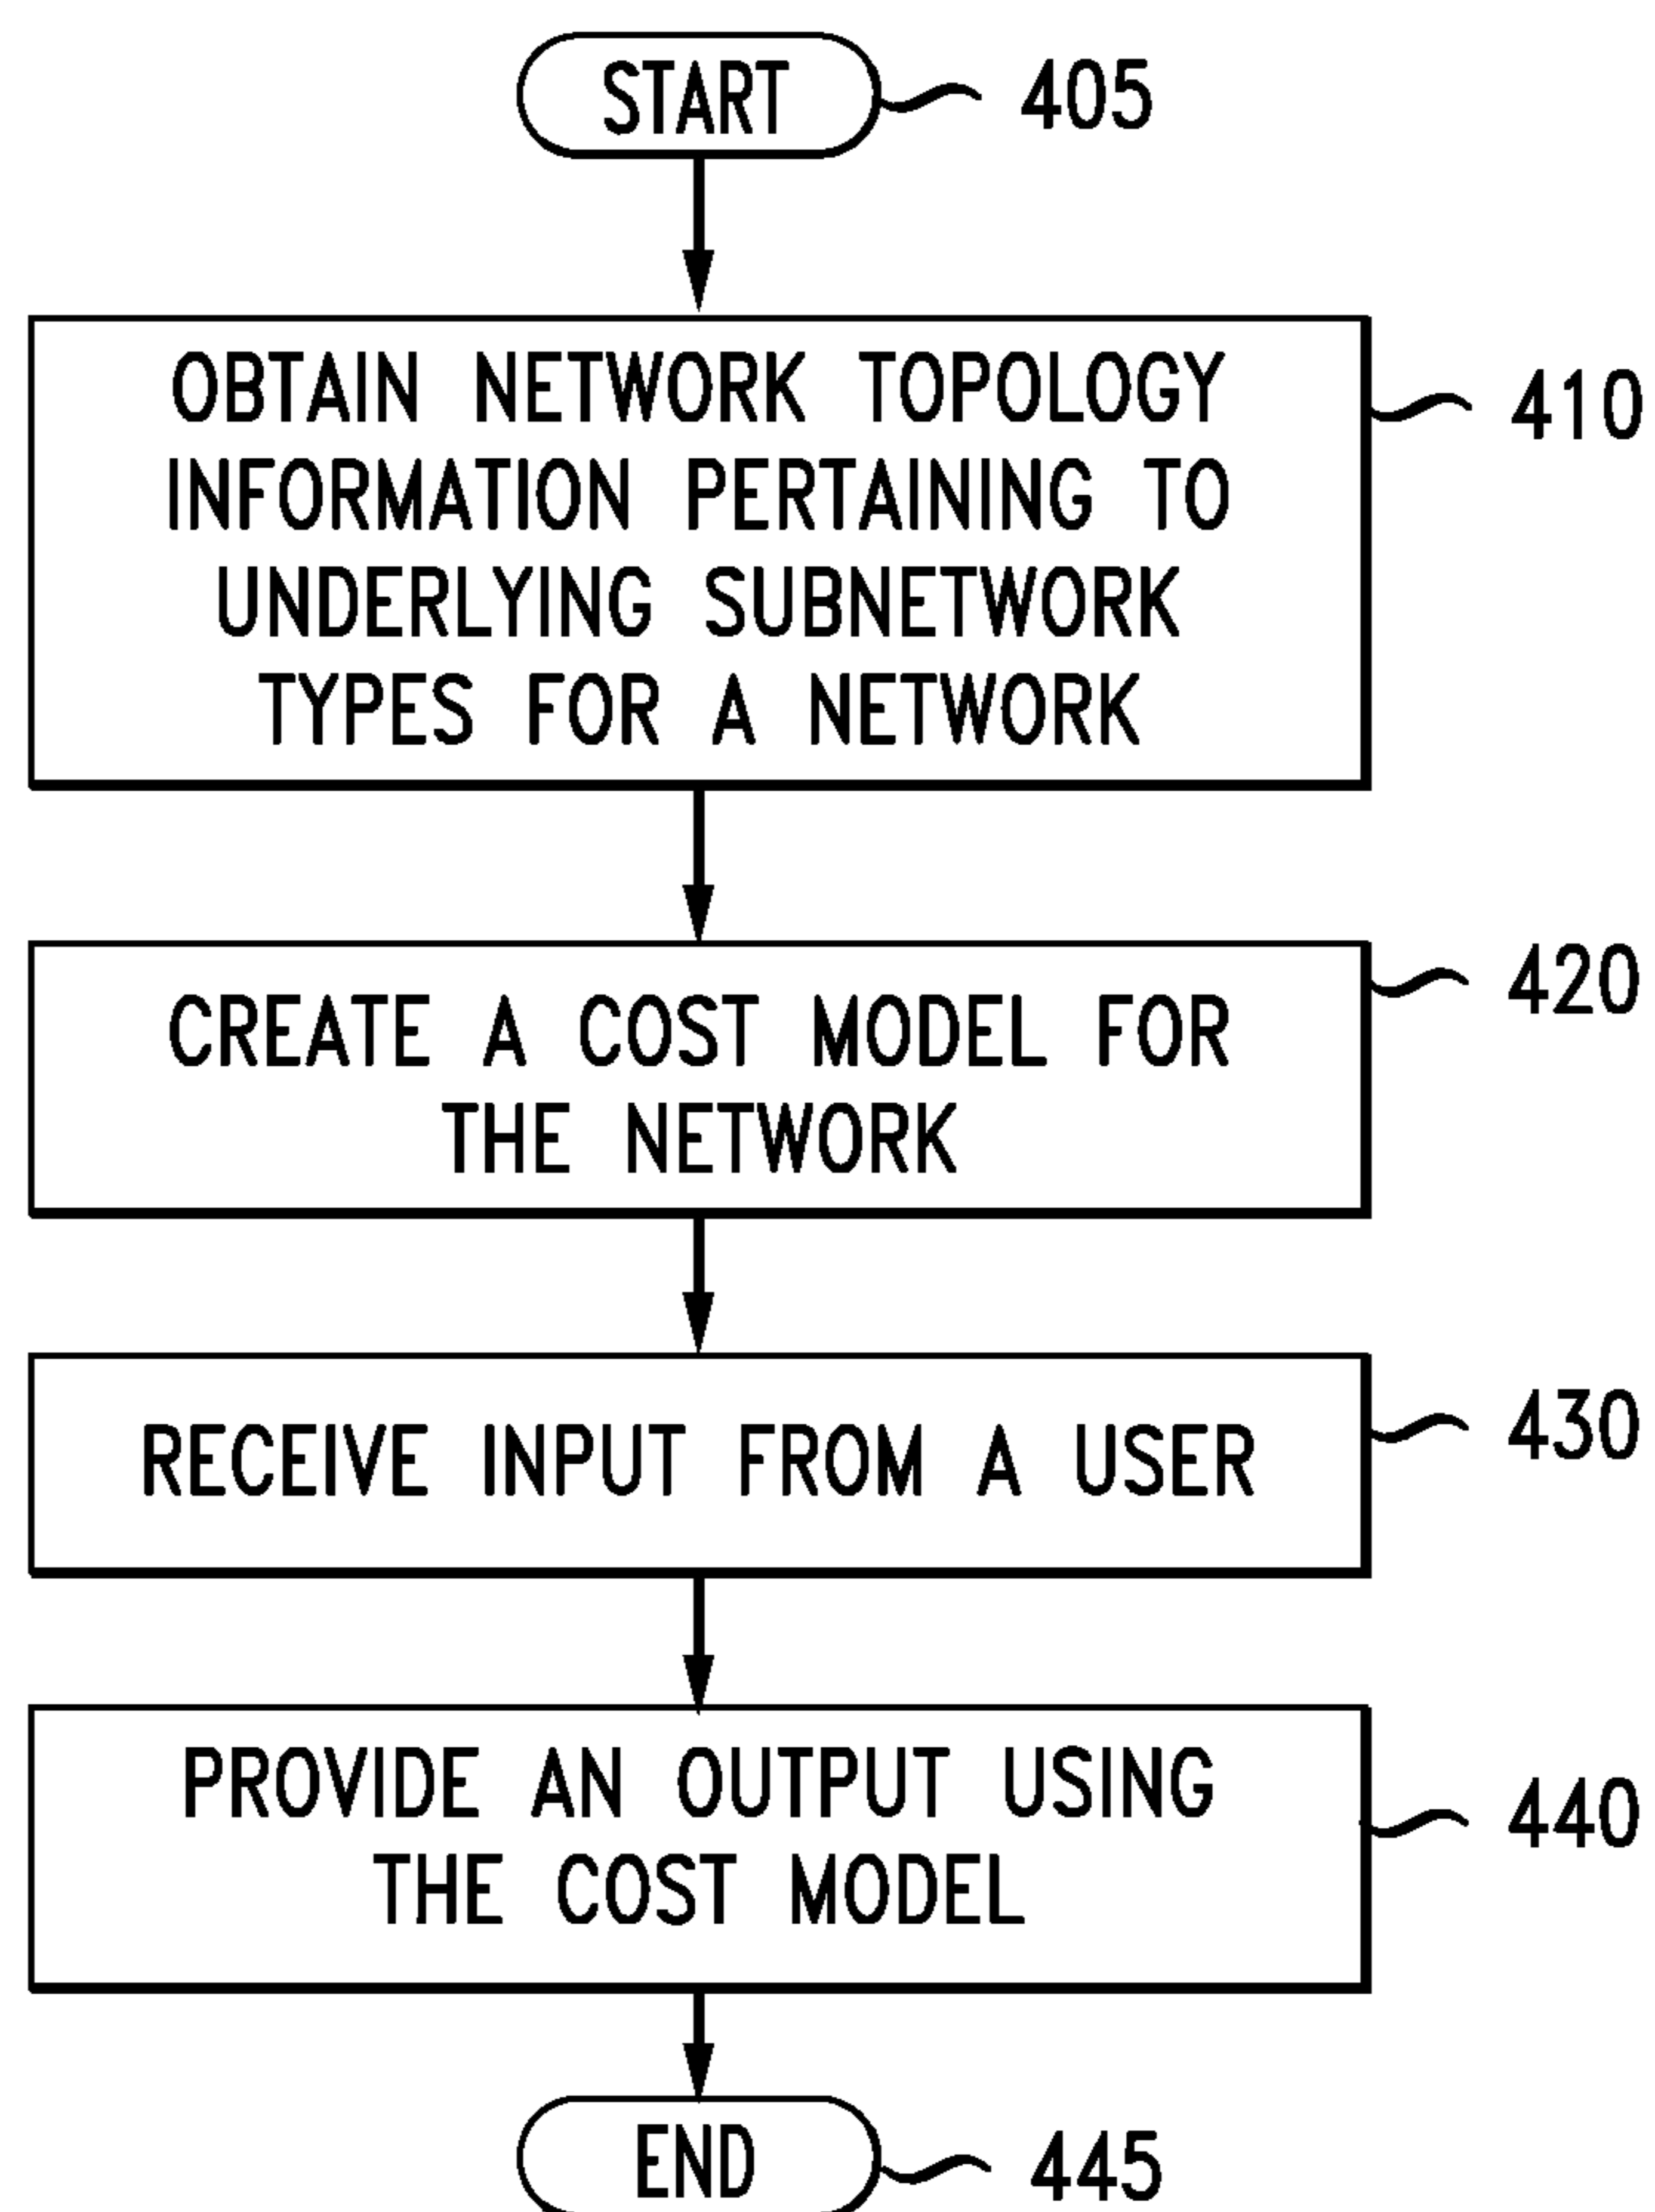 START
405
OBTAIN NETWORK TOPOLOGY
INFORMATION PERTAINING TO
UNDERLYING SUBNETWORK
TYPES FOR A NETWORK
410
CREATE A COST MODEL FOR
THE NETWORK
420
RECEIVE INPUT FROM A USER
430
PROVIDE AN OUTPUT USING
THE COST MODEL
440
END
445